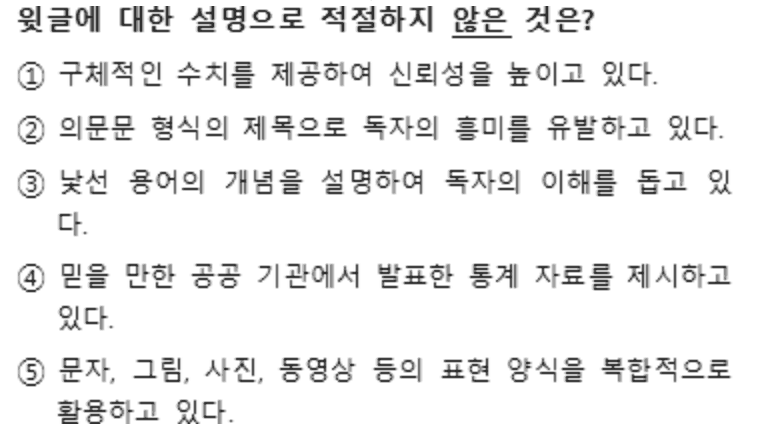 윗글에 대한 설명으로 적절하지 않은 것은?
① 구체적인 수치를 제공하여 신뢰성을 높이고 있다.
② 의문문 형식의 제목으로 독자의 흥미를 유발하고 있다.
③ 낯선 용어의 개념을 설명하여 독자의 이해를 돕고 있
다.
④ 믿을 만한 공공 기관에서 발표한 통계 자료를 제시하고
있다.
⑤ 문자, 그림, 사진, 동영상 등의 표현 양식을 복합적으로
활용하고 있다.